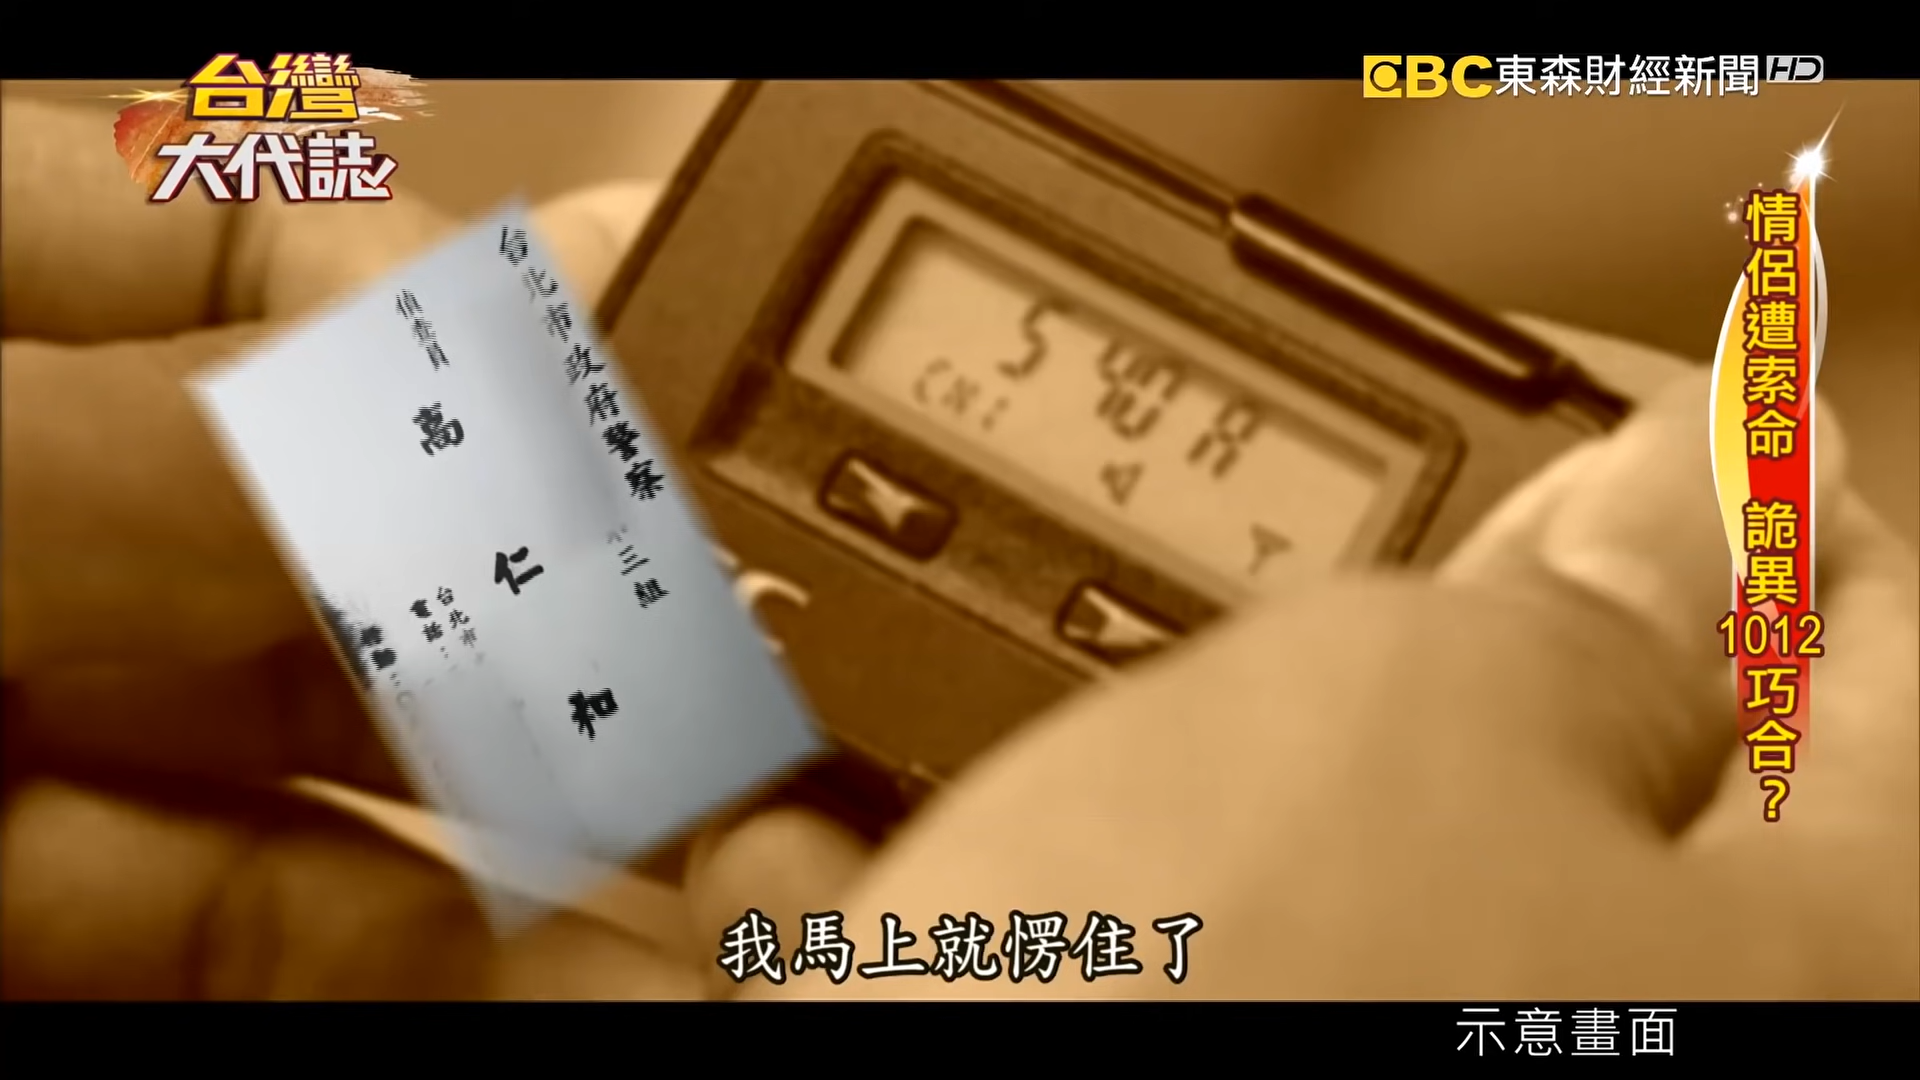 台灣
大代誌
EBC東森財經新聞HD
情侶遭索命 詭異1012巧合?
台北市政府警察
三組
偵查員
高仁和
台北市
電話
S
CH:
我馬上就愣住了
示意畫面